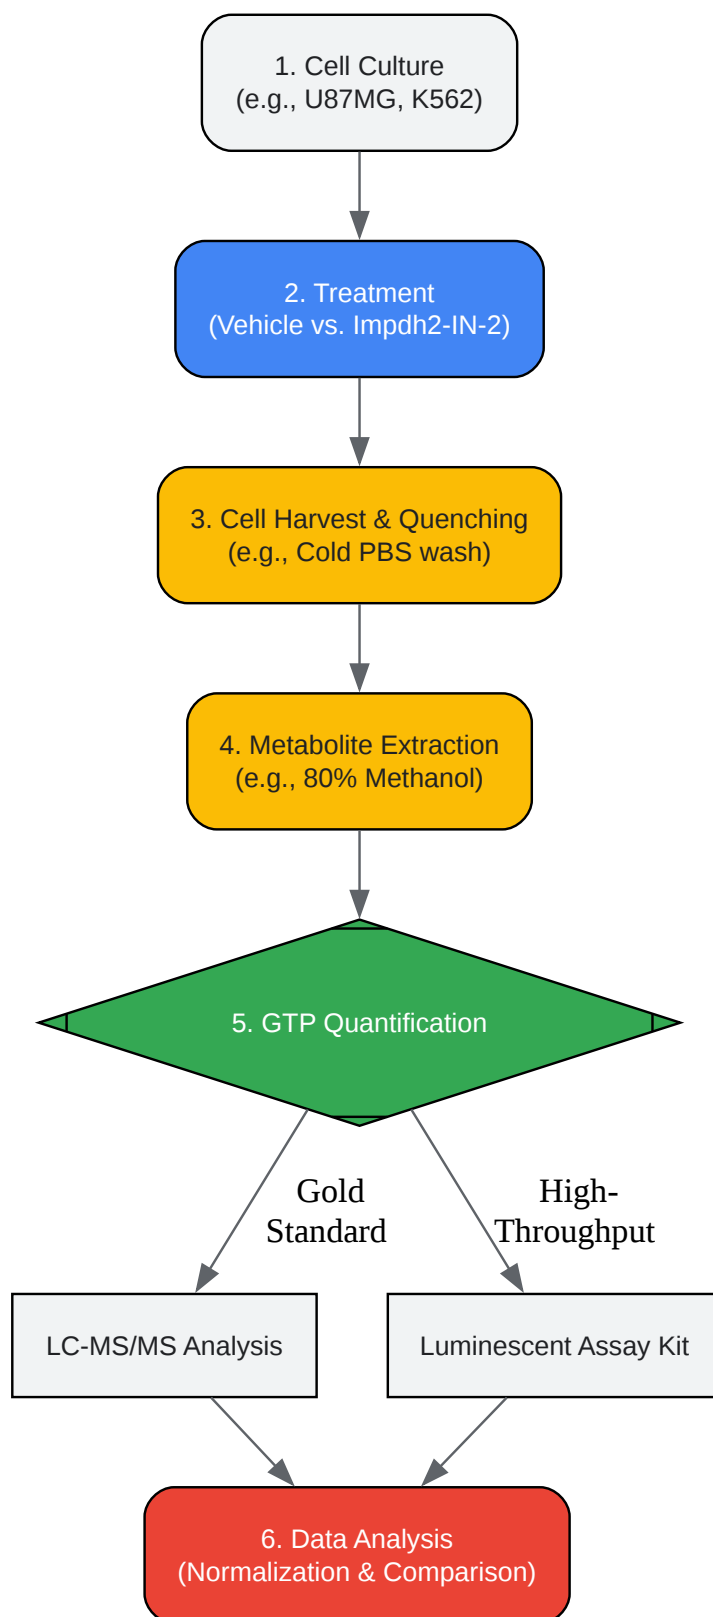 1. Cell Culture
(e.g., U87MG, K562)
2. Treatment
(Vehicle vs. Impdh2-IN-2)
3. Cell Harvest & Quenching
(e.g., Cold PBS wash)
4. Metabolite Extraction
(e.g., 80% Methanol)
5. GTP Quantification
Gold
Standard
High-
Throughput
LC-MS/MS Analysis
Luminescent Assay Kit
6. Data Analysis
(Normalization & Comparison)